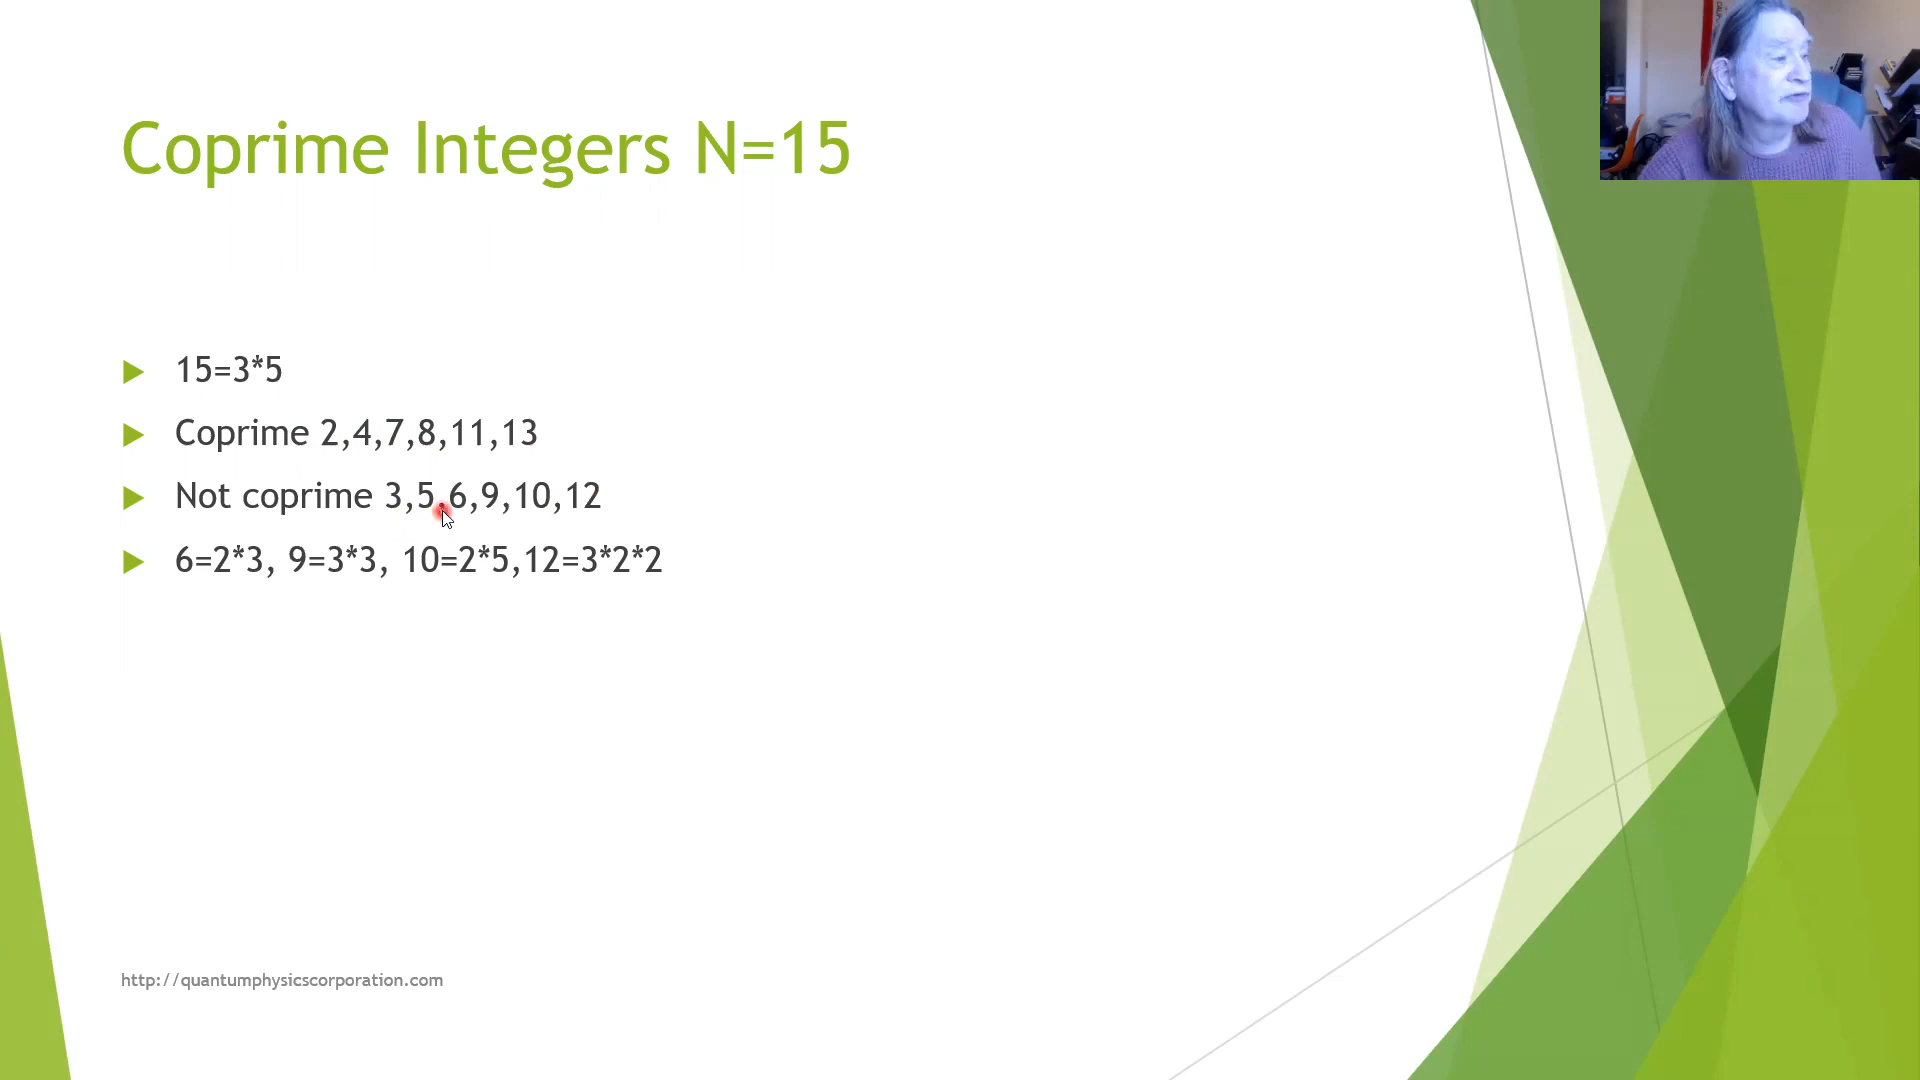 Coprime Integers N=15
15=3*5
Coprime 2,4,7,8,11,13
Not coprime 3,5,6,9,10,12
6=2*3, 9=3*3, 10=2*5,12=3*2*2
http://quantumphysicscorporation.com